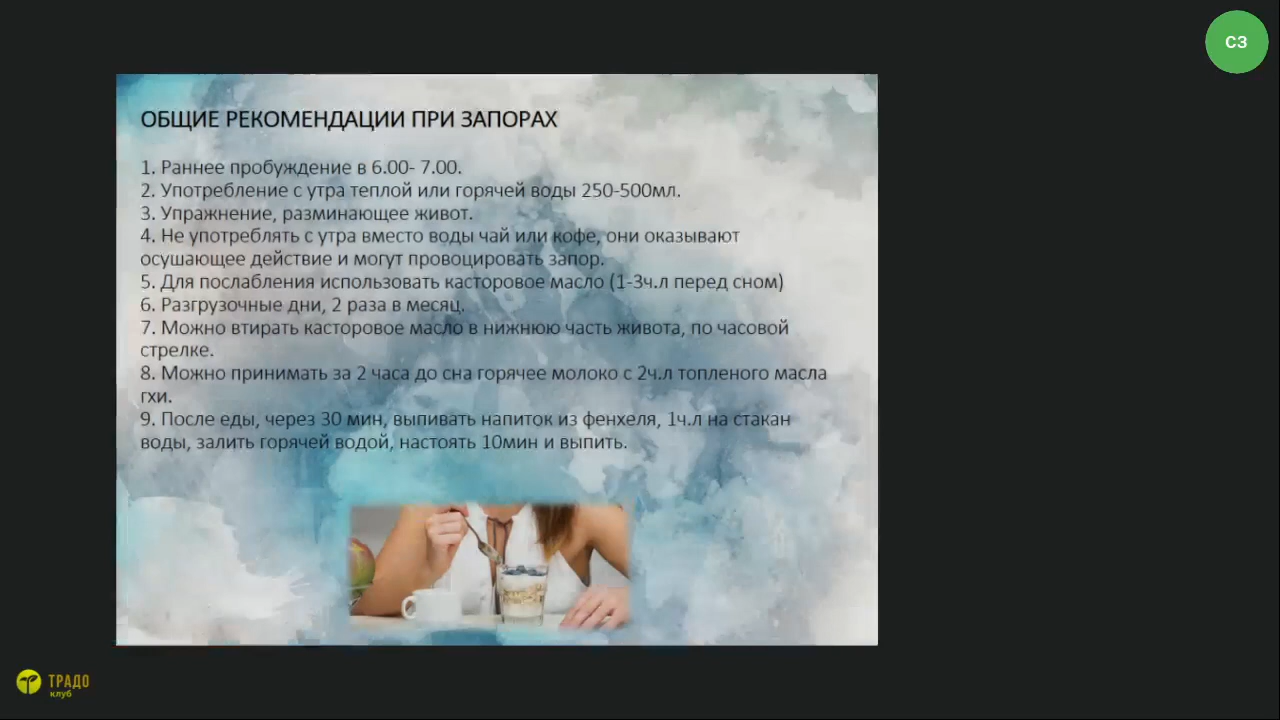 СЗ
ОБЩИЕ РЕКОМЕНДАЦИИ ПРИ ЗАПОРАХ
1. Раннее пробуждение в 6.00- 7.00.
2. Употребление с утра теплой или горячей воды 250-500мл.
3. Упражнение, разминающее живот.
4. Не употреблять с утра вместо воды чай или кофе, они оказывают
осушающее действие и могут провоцировать запор.
5. Для послабления использовать касторовое масло (1-3ч.л перед сном)
6. Разгрузочные дни, 2 раза в месяц.
7. Можно втирать касторовое масло в нижнюю часть живота, по часовой
стрелке.
8. Можно принимать за 2 часа до сна горячее молоко с 2ч.л топленого масла
гхи.
9. После еды, через 30 мин, выпивать напиток из фенхеля, 1ч.л на стакан
воды, залить горячей водой, настоять 10мин и выпить.
ТРАДО
клуб